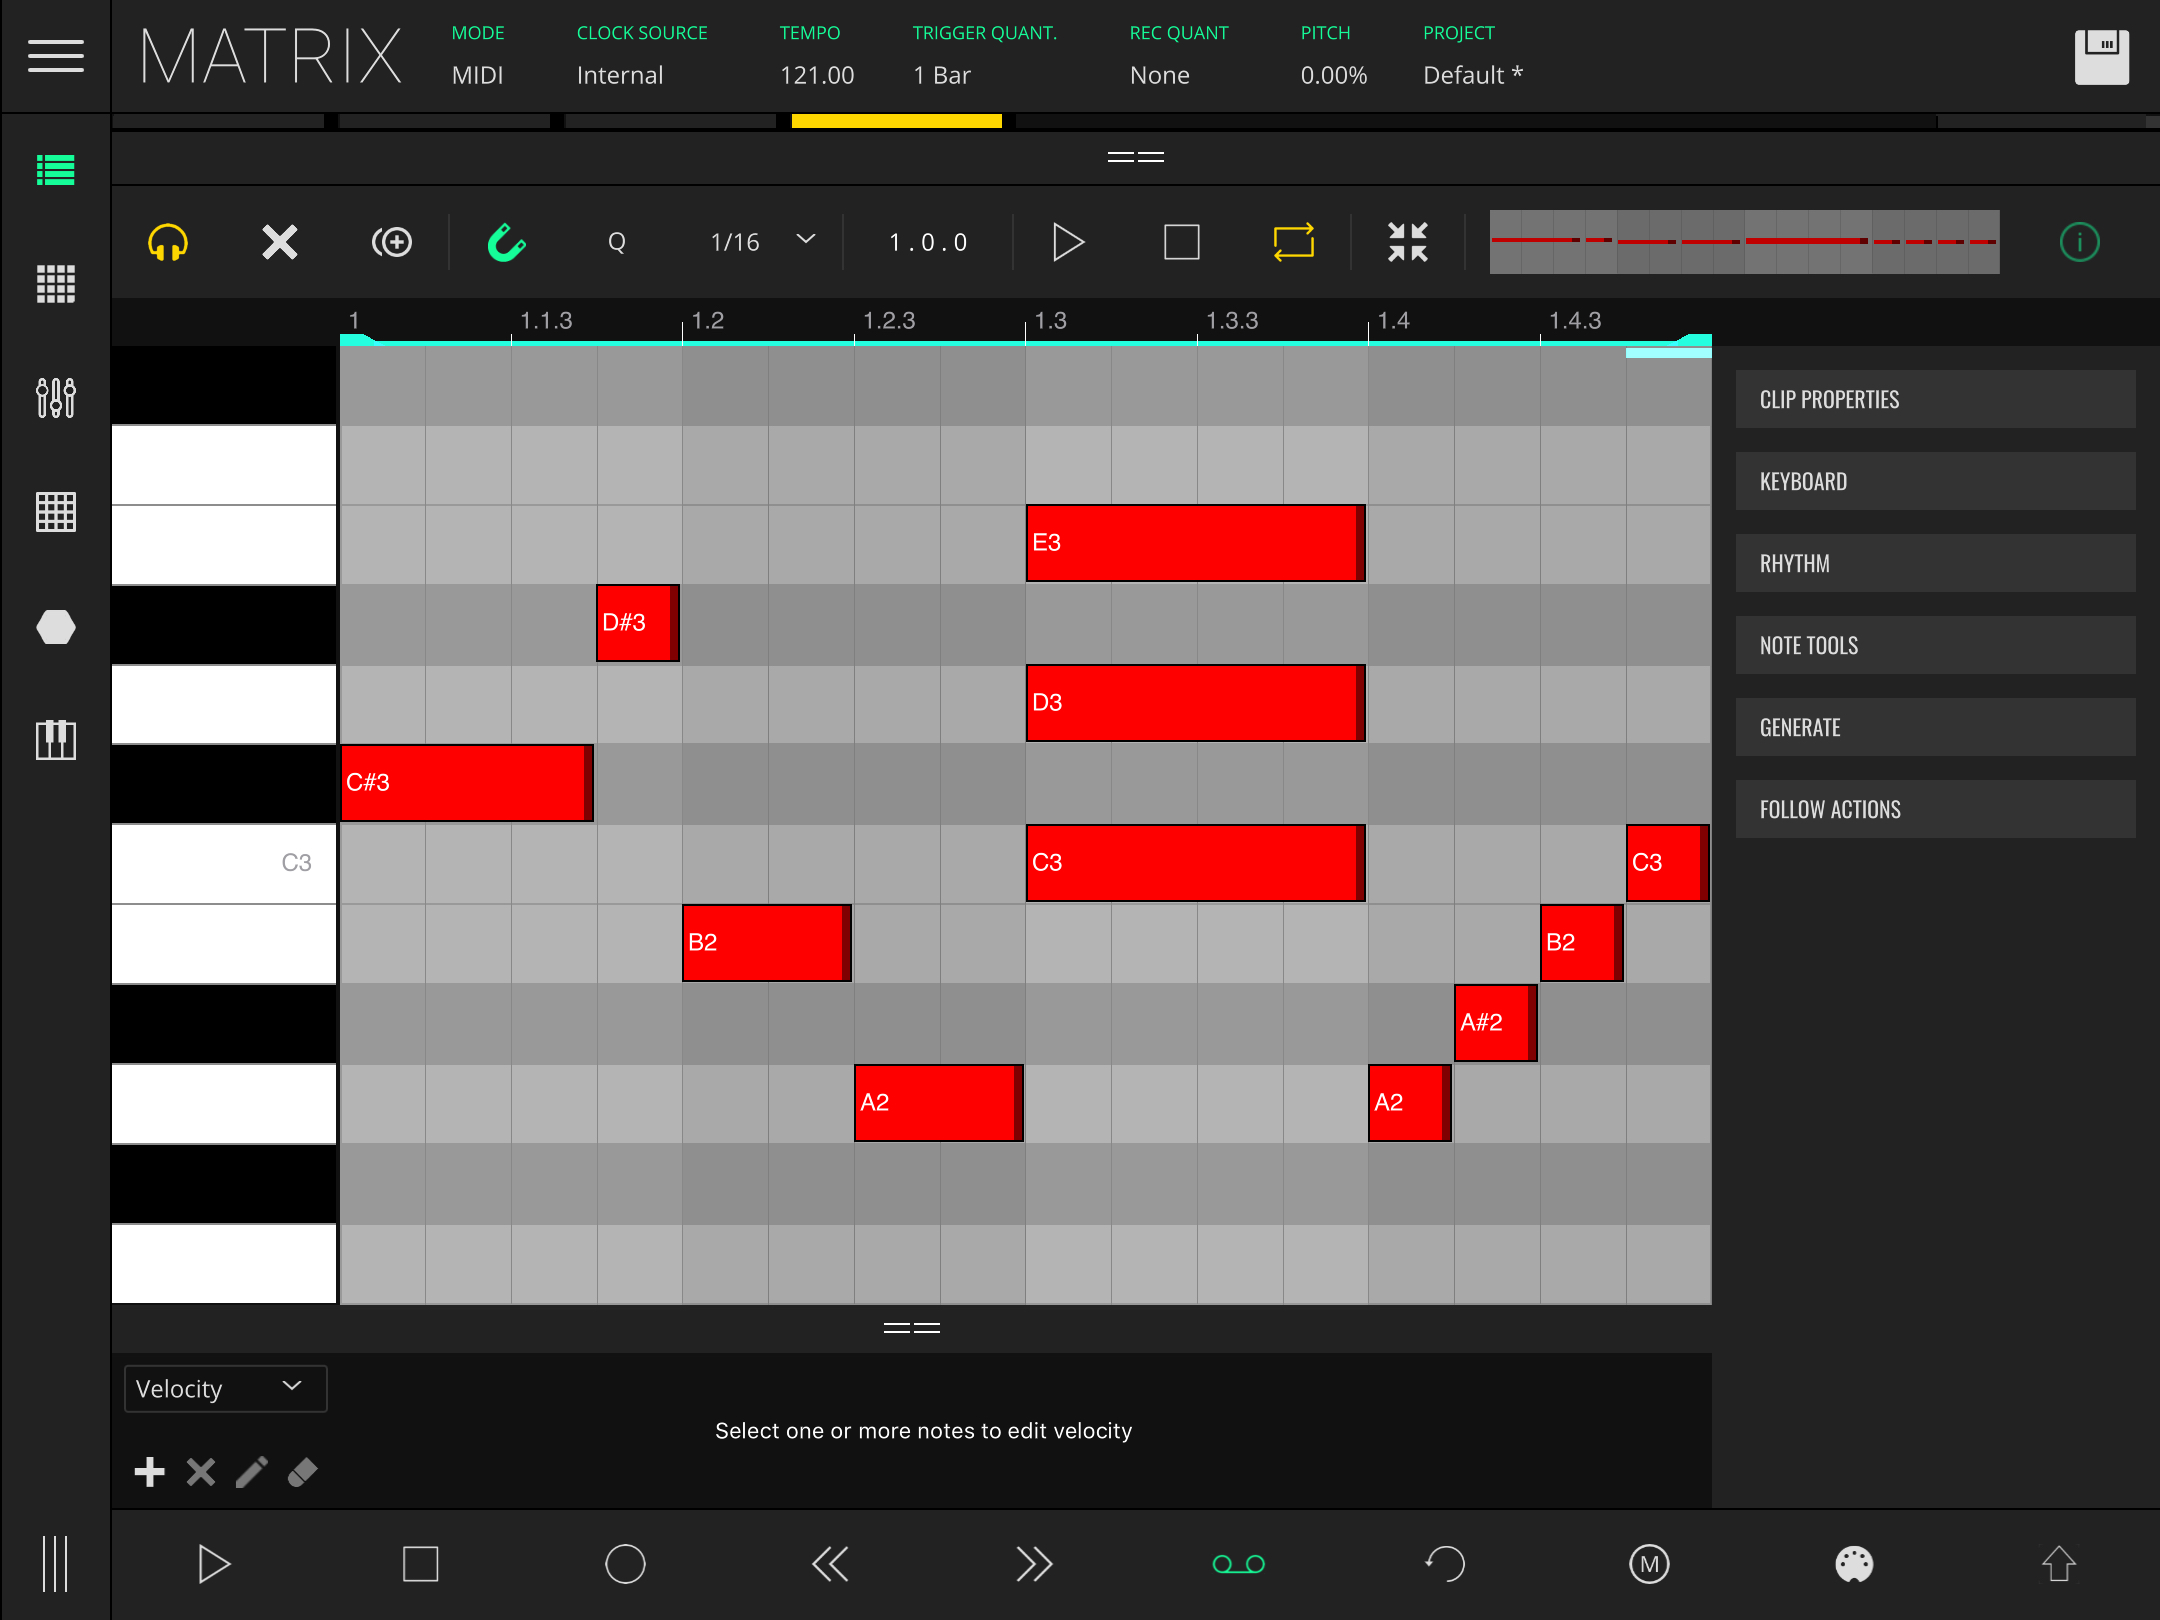 MATRIX
MODE CLOCK SOURCE TEMPO TRIGGER QUANT. REC QUANT PITCH PROJECT
MIDI Internal 121.00 1 Bar None 0.00% Default *
Q 1/16 1 . 0 . 0
1 1.1.3 1.2 1.2.3 1.3 1.3.3 1.4 1.4.3
CLIP PROPERTIES
KEYBOARD
E3
RHYTHM
D#3
NOTE TOOLS
D3
GENERATE
C#3
FOLLOW ACTIONS
C3 C3 C3
B2 B2
A#2
A2 A2
Velocity
Select one or more notes to edit velocity
M